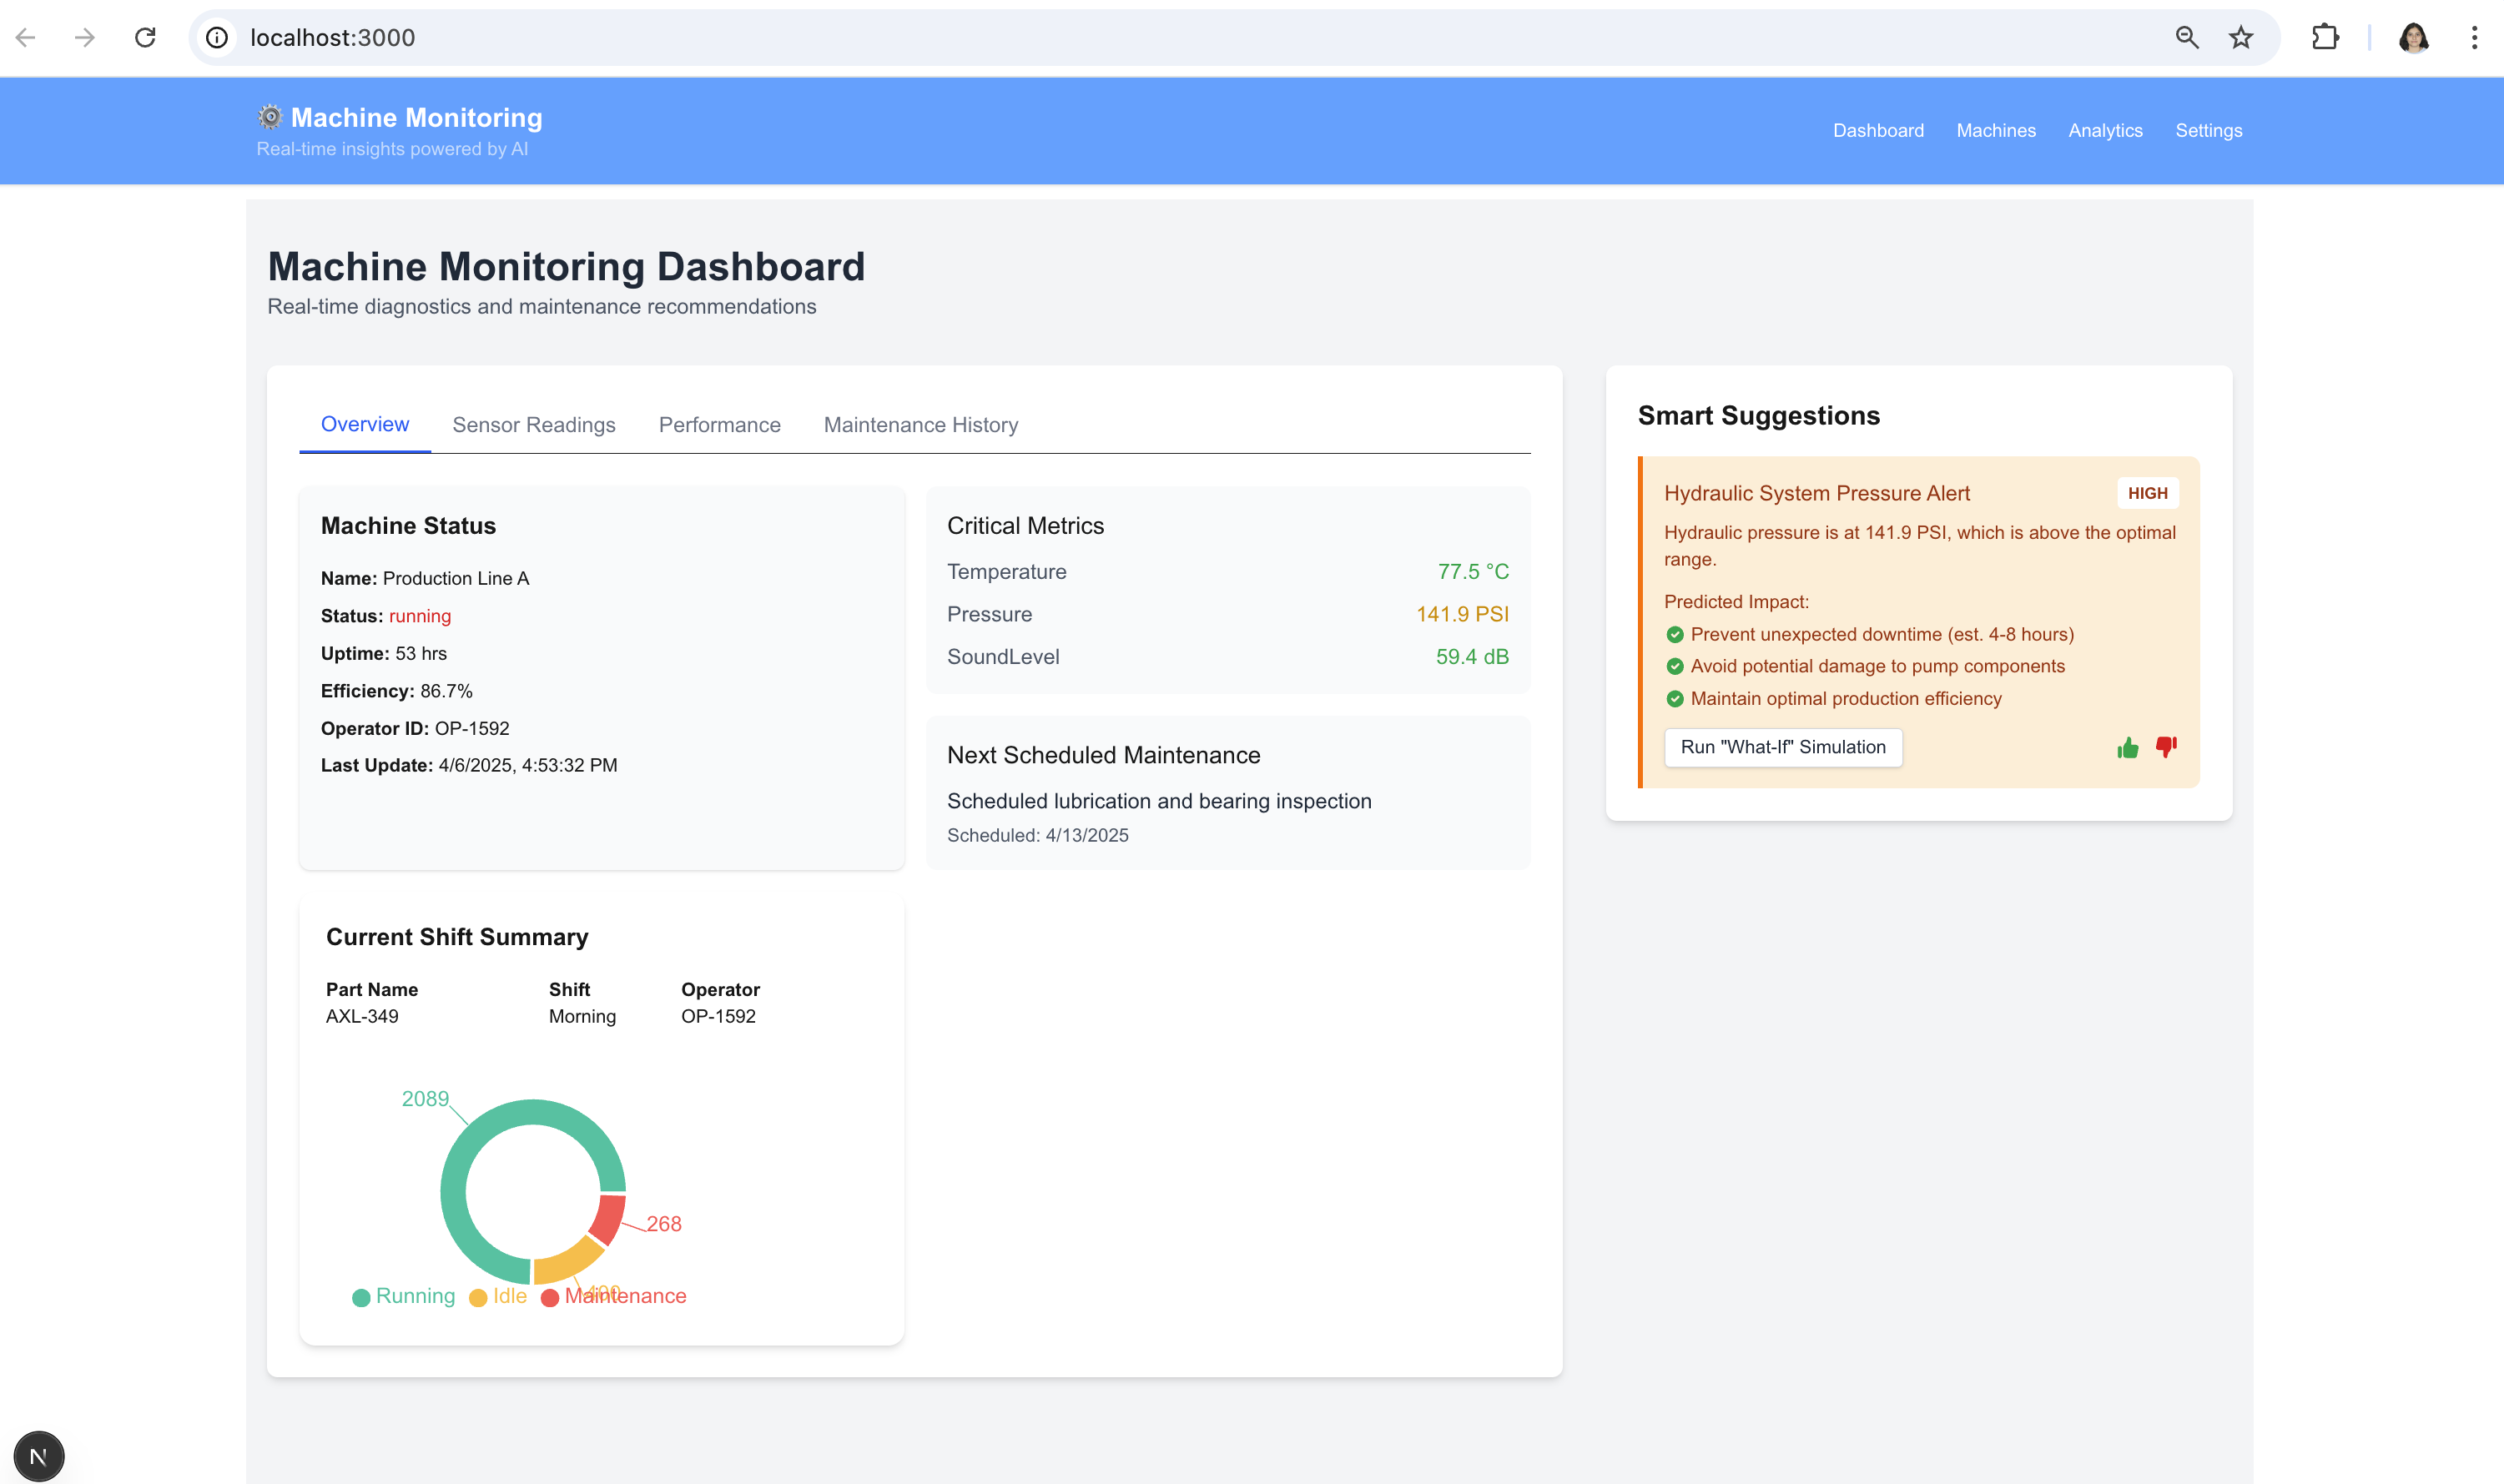 localhost:3000
Machine Monitoring
Real-time insights powered by AI
Dashboard Machines Analytics Settings
Machine Monitoring Dashboard
Real-time diagnostics and maintenance recommendations
Overview Sensor Readings Performance Maintenance History
Machine Status
Name: Production Line A
Status: running
Uptime: 53 hrs
Efficiency: 86.7%
Operator ID: OP-1592
Last Update: 4/6/2025, 4:53:32 PM
Critical Metrics
Temperature 77.5 °C
Pressure 141.9 PSI
SoundLevel 59.4 dB
Next Scheduled Maintenance
Scheduled lubrication and bearing inspection
Scheduled: 4/13/2025
Current Shift Summary
Part Name Shift Operator
AXL-349 Morning OP-1592
2089
268
Running Idle Maintenance
Smart Suggestions
Hydraulic System Pressure Alert HIGH
Hydraulic pressure is at 141.9 PSI, which is above the optimal
range.
Predicted Impact:
Prevent unexpected downtime (est. 4-8 hours)
Avoid potential damage to pump components
Maintain optimal production efficiency
Run "What-If" Simulation
N